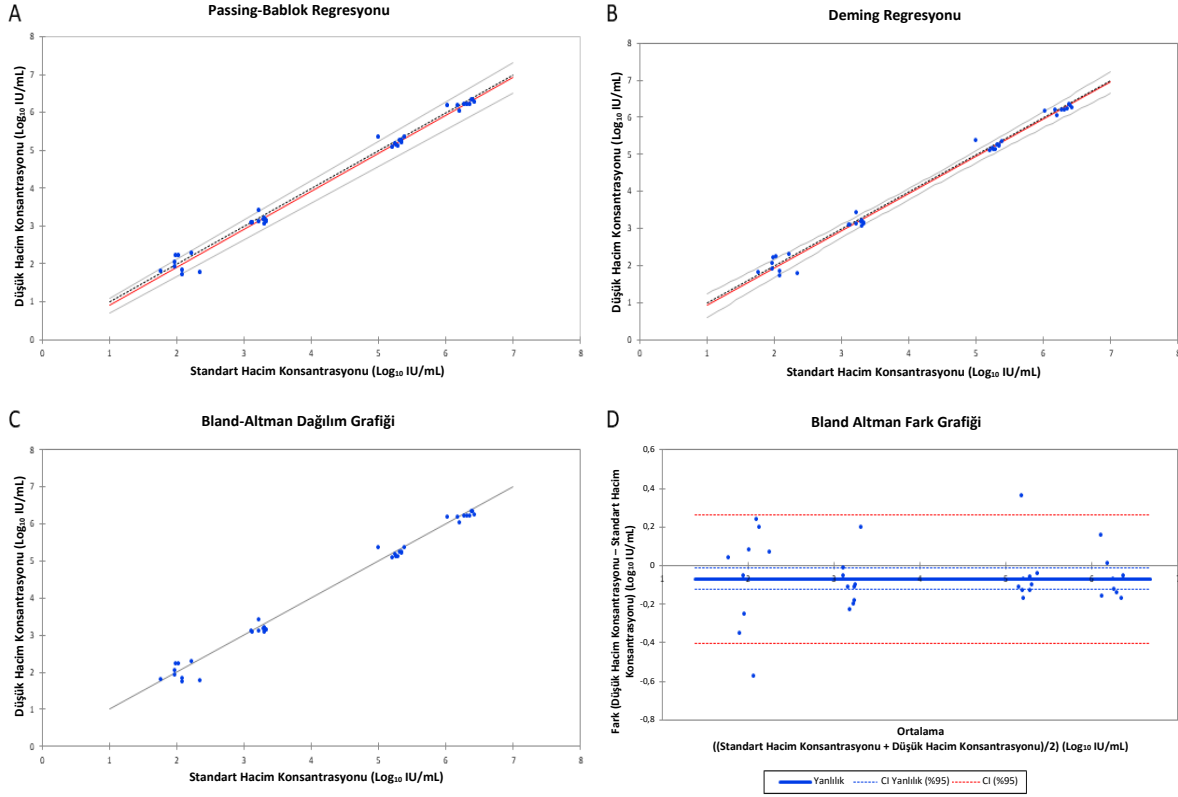 A
Passing-Bablok Regresyonu
Düşük Hacim Konsantrasyonu (Log₁₀ IU/mL)
8
7
6
5
4
3
2
1
0
0 1 2 3 4 5 6 7 8
Standart Hacim Konsantrasyonu (Log₁₀ IU/mL)
B
Deming Regresyonu
Düşük Hacim Konsantrasyonu (Log₁₀ IU/mL)
8
7
6
5
4
3
2
1
0
0 1 2 3 4 5 6 7 8
Standart Hacim Konsantrasyonu (Log₁₀ IU/mL)
C
Bland-Altman Dağılım Grafiği
Düşük Hacim Konsantrasyonu (Log₁₀ IU/mL)
8
7
6
5
4
3
2
1
0
0 1 2 3 4 5 6 7 8
Standart Hacim Konsantrasyonu (Log₁₀ IU/mL)
D
Bland Altman Fark Grafiği
Fark (Düşük Hacim Konsantrasyonu – Standart Hacim
Konsantrasyonu) (Log₁₀ IU/mL)
0,6
0,4
0,2
0
-0,2
-0,4
-0,6
-0,8
1 2 3 4 5 6
Ortalama
((Standart Hacim Konsantrasyonu + Düşük Hacim Konsantrasyonu)/2) (Log₁₀ IU/mL)
Yanlılık CI Yanlılık (%95) CI (%95)